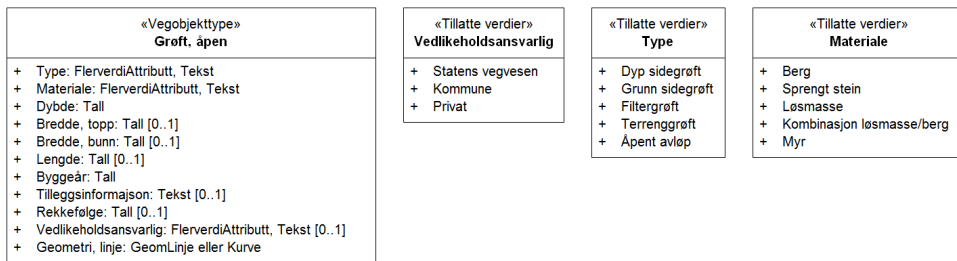 «Vegobjekttype»
Grøft, åpen
+ Type: FlerverdiAttributt, Tekst
+ Materiale: FlerverdiAttributt, Tekst
+ Dybde: Tall
+ Bredde, topp: Tall [0..1]
+ Bredde, bunn: Tall [0..1]
+ Lengde: Tall [0..1]
+ Byggeår: Tall
+ Tilleggsinformajson: Tekst [0..1]
+ Rekkefølge: Tall [0..1]
+ Vedlikeholdsansvarlig: FlerverdiAttributt, Tekst [0..1]
+ Geometri, linje: GeomLinje eller Kurve
«Tillatte verdier»
Vedlikeholdsansvarlig
+ Statens vegvesen
+ Kommune
+ Privat
«Tillatte verdier»
Type
+ Dyp sidegrøft
+ Grunn sidegrøft
+ Filtergrøft
+ Terrenggrøft
+ Åpent avløp
«Tillatte verdier»
Materiale
+ Berg
+ Sprengt stein
+ Løsmasse
+ Kombinasjon løsmasse/berg
+ Myr